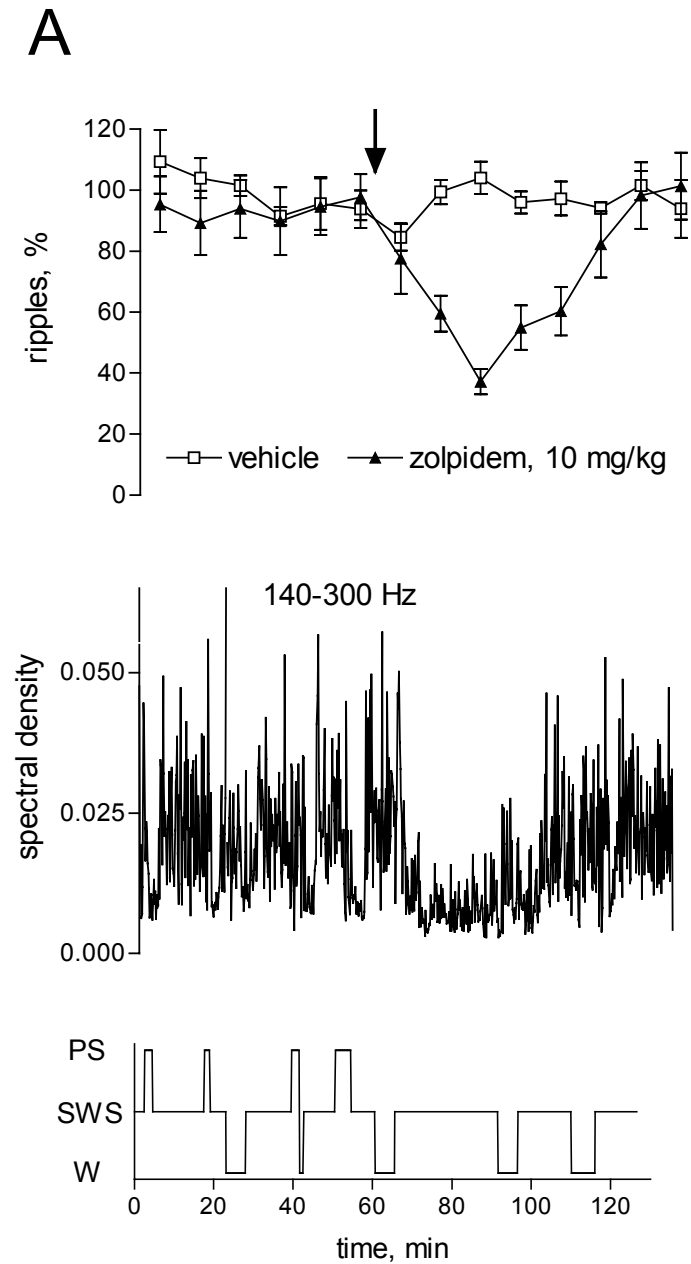 A
120
100
80
60
40
20
0
ripples, %
vehicle
zolpidem, 10 mg/kg
140-300 Hz
0.050
0.025
0.000
spectral density
PS
SWS
W
0 20 40 60 80 100 120
time, min